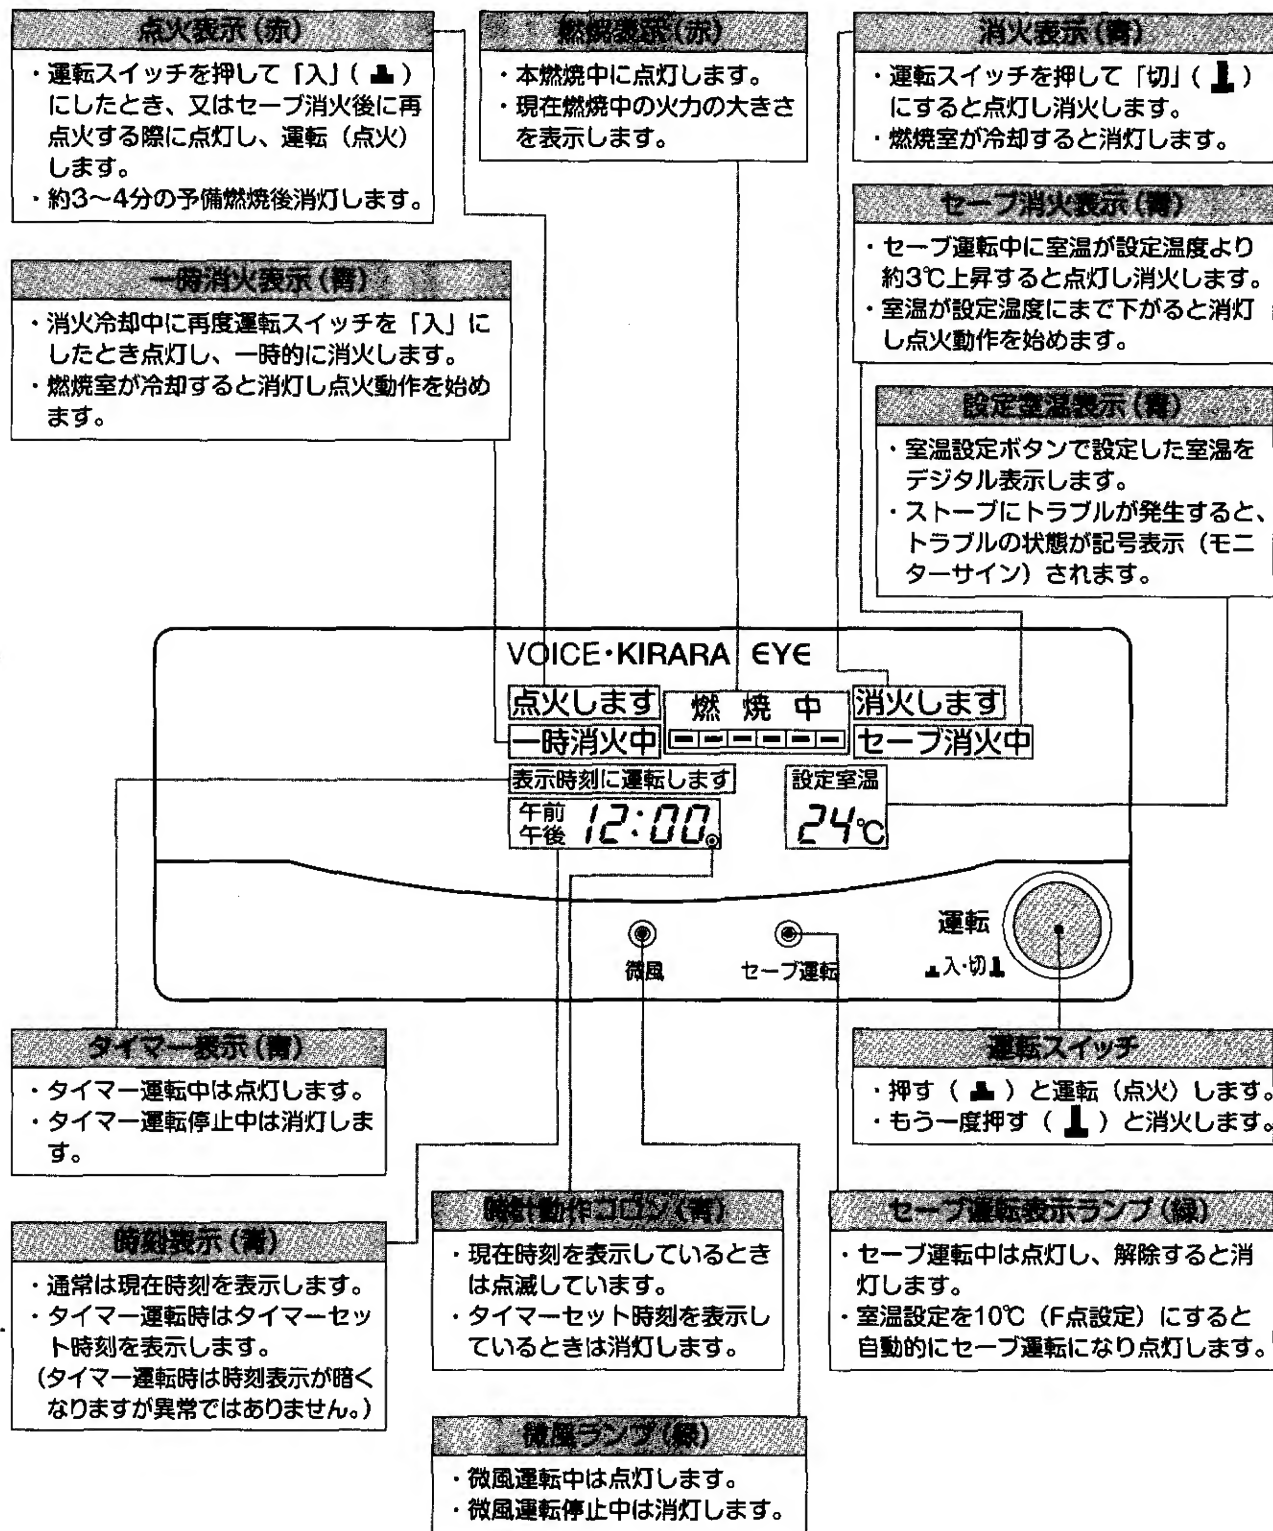 点火表示(赤)
・運転スイッチを押して「入」( )
にしたとき、又はセーブ消火後に再
点火する際に点灯し、運転(点火)
します。
・約3〜4分の予備燃焼後消灯します。
燃焼表示(赤)
・本燃焼中に点灯します。
・現在燃焼中の火力の大きさ
を表示します。
消火表示(青)
・運転スイッチを押して「切」( )
にすると点灯し消火します。
・燃焼室が冷却すると消灯します。
セーブ消火表示(青)
・セーブ運転中に室温が設定温度より
約3℃上昇すると点灯し消火します。
・室温が設定温度にまで下がると消灯
し点火動作を始めます。
一時消火表示(青)
・消火冷却中に再度運転スイッチを「入」に
したとき点灯し、一時的に消火します。
・燃焼室が冷却すると消灯し点火動作を始め
ます。
設定室温表示(青)
・室温設定ボタンで設定した室温を
デジタル表示します。
・ストーブにトラブルが発生すると、
トラブルの状態が記号表示(モニ
ターサイン)されます。
VOICE・KIRARA EYE
点火します
燃焼中
消火します
一時消火中
セーブ消火中
表示時刻に運転します
設定室温
午前
午後
12:00
24℃
運転
入・切
微風
セーブ運転
タイマー表示(青)
・タイマー運転中は点灯します。
・タイマー運転停止中は消灯しま
す。
運転スイッチ
・押す( )と運転(点火)します。
・もう一度押す( )と消火します。
時刻表示(青)
・通常は現在時刻を表示します。
・タイマー運転時はタイマーセッ
ト時刻を表示します。
(タイマー運転時は時刻表示が暗く
なりますが異常ではありません。)
時計動作コロン(青)
・現在時刻を表示しているとき
は点滅しています。
・タイマーセット時刻を表示し
ているときは消灯します。
セーブ運転表示ランプ(緑)
・セーブ運転中は点灯し、解除すると消
灯します。
・室温設定を10℃(F点設定)にすると
自動的にセーブ運転になり点灯します。
微風ランプ(緑)
・微風運転中は点灯します。
・微風運転停止中は消灯します。